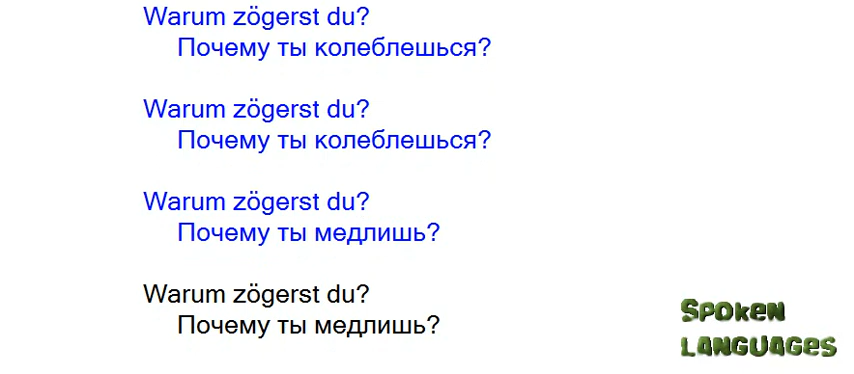 Warum zögerst du?
Почему ты колеблешься?
Warum zögerst du?
Почему ты колеблешься?
Warum zögerst du?
Почему ты медлишь?
Warum zögerst du?
Почему ты медлишь?
Spoken
Languages